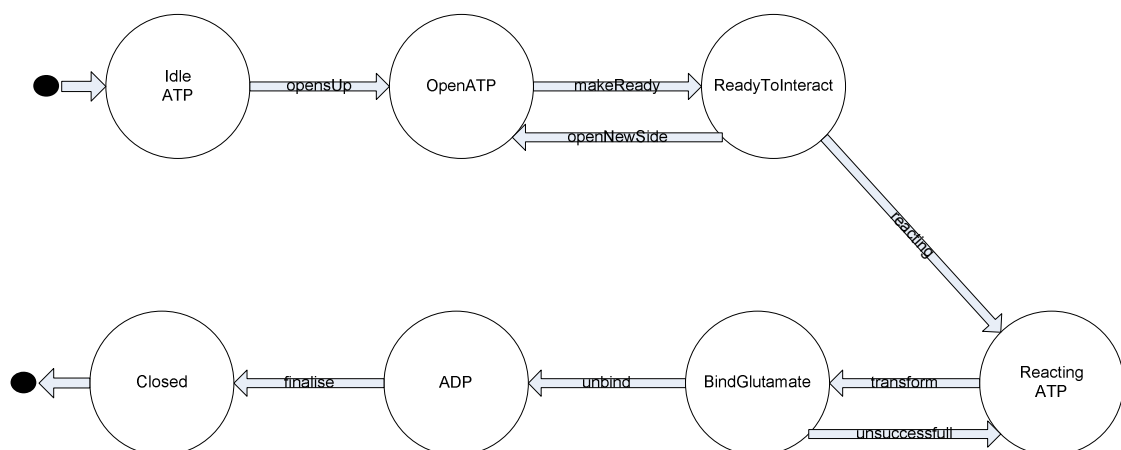 Idle
ATP
opensUp
OpenATP
makeReady
ReadyToInteract
openNewSide
reacting
Closed
finalise
ADP
unbind
BindGlutamate
transform
Reacting
ATP
unsuccessfull